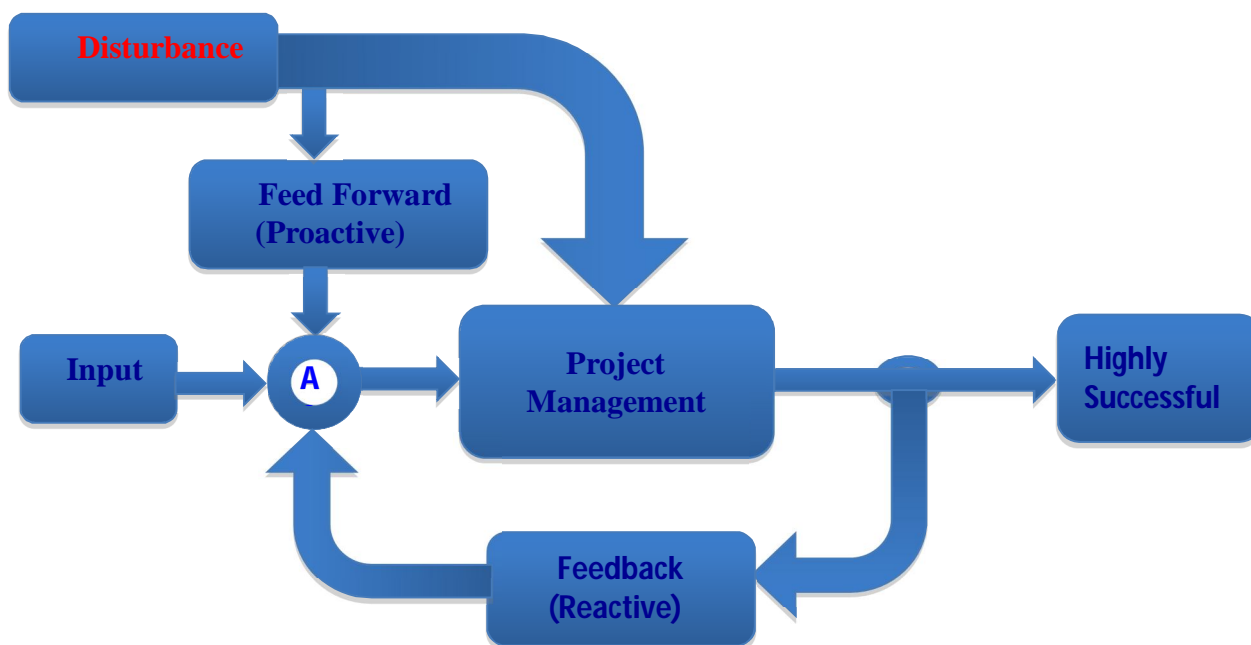 Disturbance
Feed Forward
(Proactive)
Input
A
Project
Management
Highly
Successful
Feedback
(Reactive)